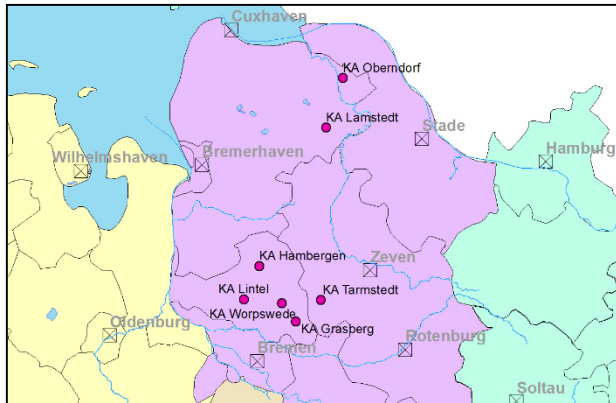 Cuxhaven
KA Oberndorf
KA Lamstedt
Stade
Wilhelmshaven
Bremerhaven
Hamburg
KA Hambergen
Zeven
KA Lintel
KA Tarmstedt
KA Worpswede
KA Grasberg
Oldenburg
Bremen
Rotenburg
Soltau